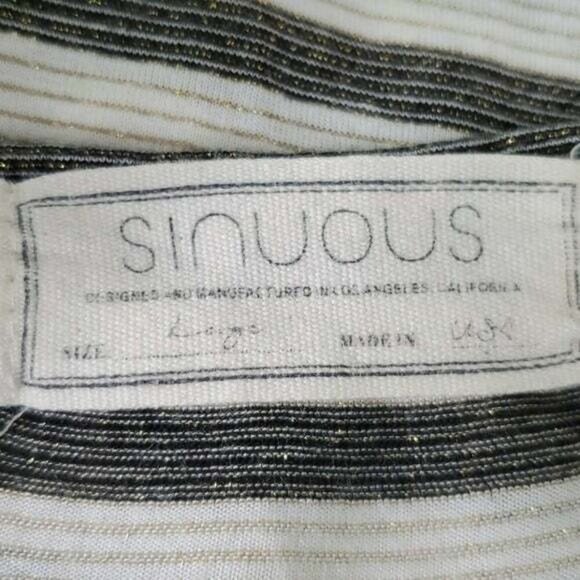 SINUOUS
DESIGNED AND MANUFACTURED IN LOS ANGELES, CALIFORNIA
SIZE Large MADE IN USA